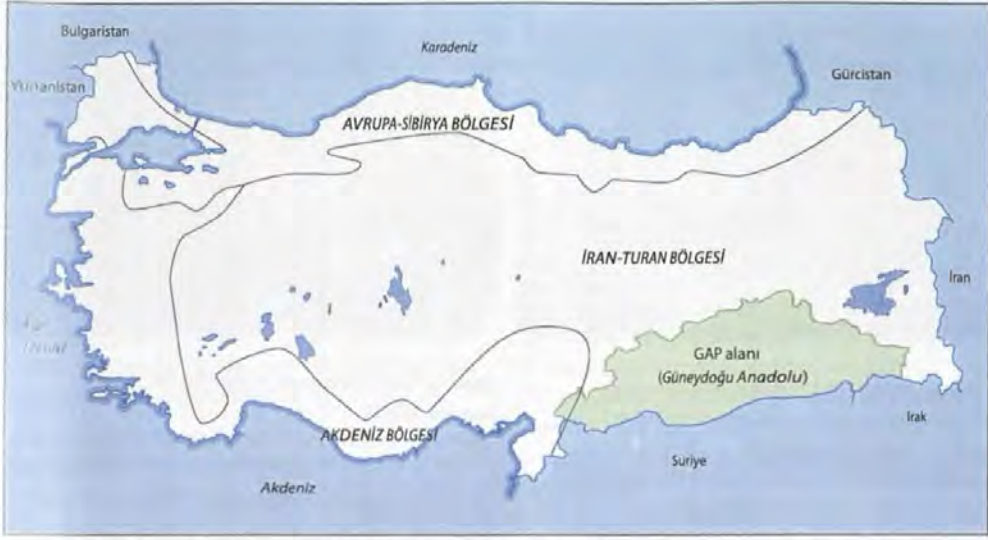 Bulgaristan
Karadeniz
Gürcistan
Yunanistan
AVRUPA-SİBİRYA BÖLGESİ
İRAN-TURAN BÖLGESİ
İran
GAP alanı
(Güneydoğu Anadolu)
Irak
AKDENİZ BÖLGESİ
Suriye
Akdeniz